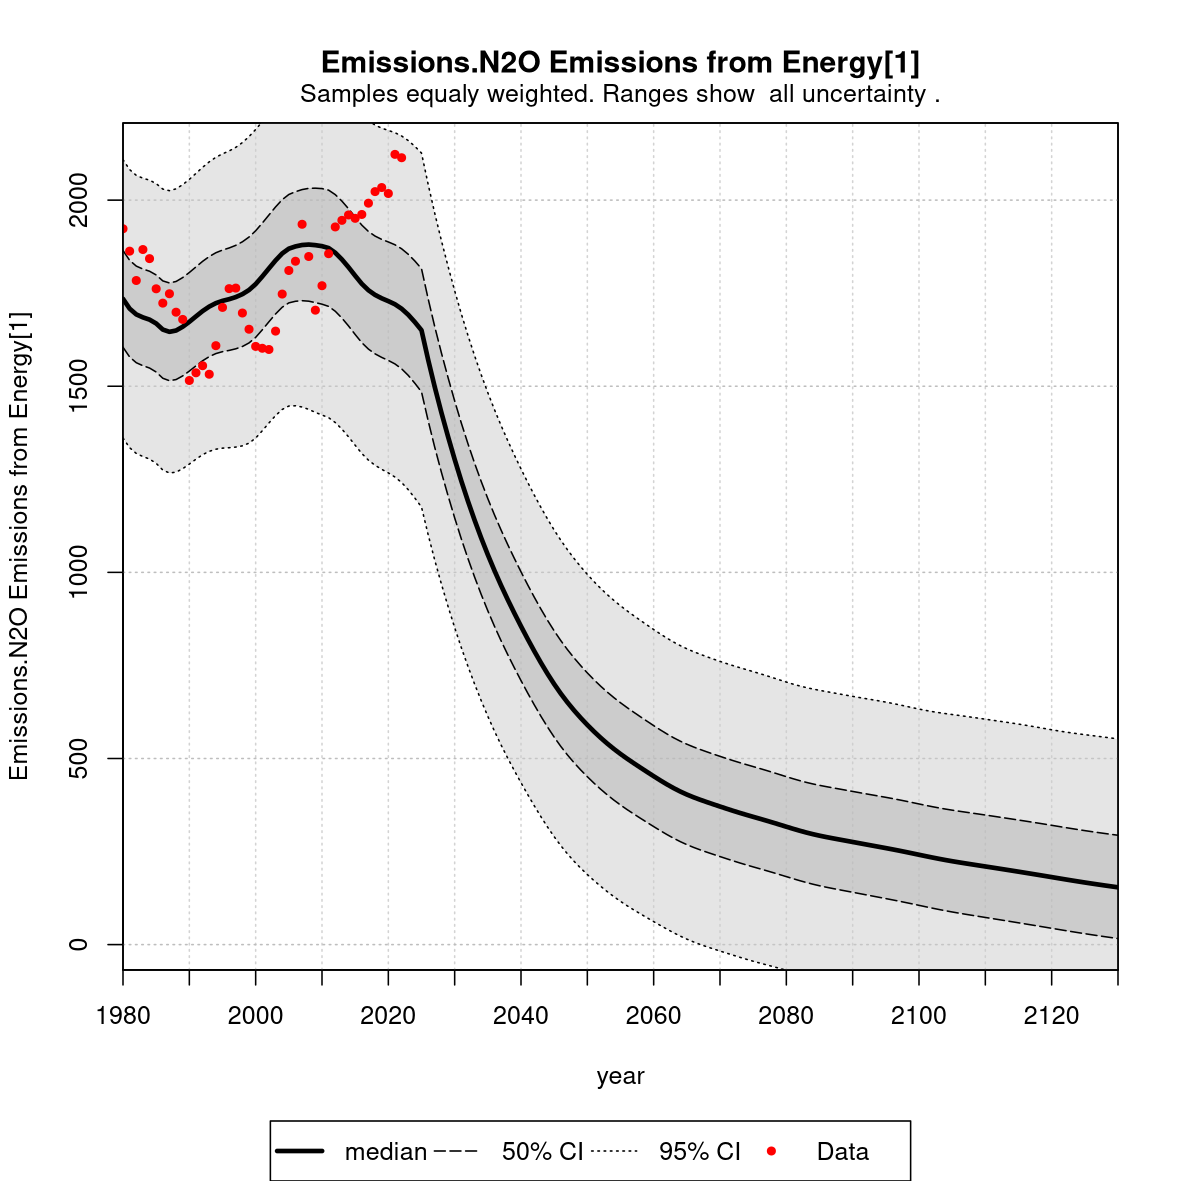 Emissions.N2O Emissions from Energy[1]
Samples equaly weighted. Ranges show  all uncertainty .
Emissions.N2O Emissions from Energy[1]
2000
1500
1000
500
0
1980 2000 2020 2040 2060 2080 2100 2120
year
median 50% CI 95% CI Data